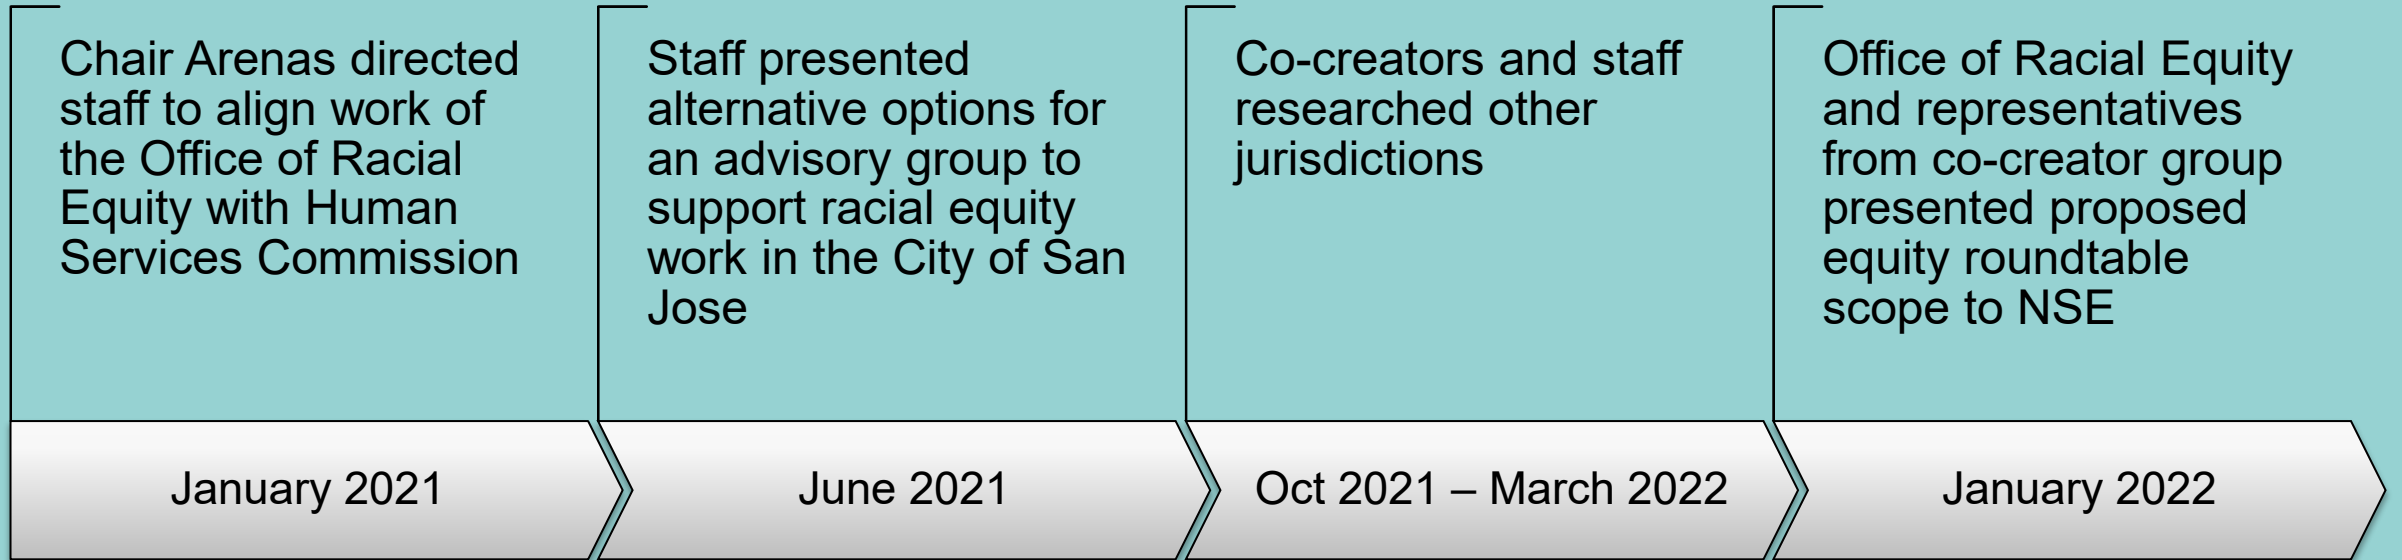 Chair Arenas directed
staff to align work of
the Office of Racial
Equity with Human
Services Commission
Staff presented
alternative options for
an advisory group to
support racial equity
work in the City of San
Jose
Co-creators and staff
researched other
jurisdictions
Office of Racial Equity
and representatives
from co-creator group
presented proposed
equity roundtable
scope to NSE
January 2021
June 2021
Oct 2021 – March 2022
January 2022